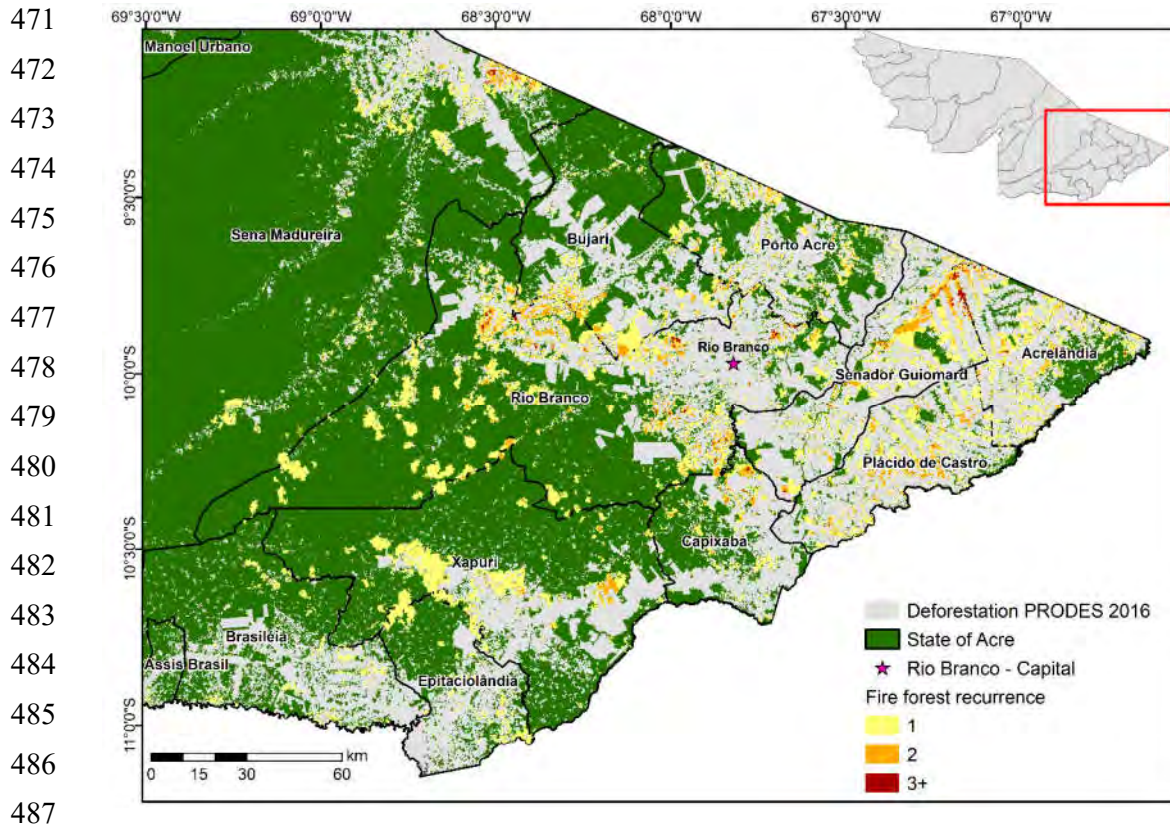 471
472
473
474
475
476
477
478
479
480
481
482
483
484
485
486
487
69°30'0"W
69°0'0"W
68°30'0"W
68°0'0"W
67°30'0"W
67°0'0"W
9°30'0"S
10°0'0"S
10°30'0"S
11°0'0"S
Manoel Urbano
Sena Madureira
Bujari
Porto Acre
Rio Branco
Acrelândia
Senador Guiomard
Rio Branco
Plácido de Castro
Capixaba
Xapuri
Brasiléia
Assis Brasil
Epitaciolândia
Deforestation PRODES 2016
State of Acre
Rio Branco - Capital
Fire forest recurrence
1
2
3+
km
0 15 30 60